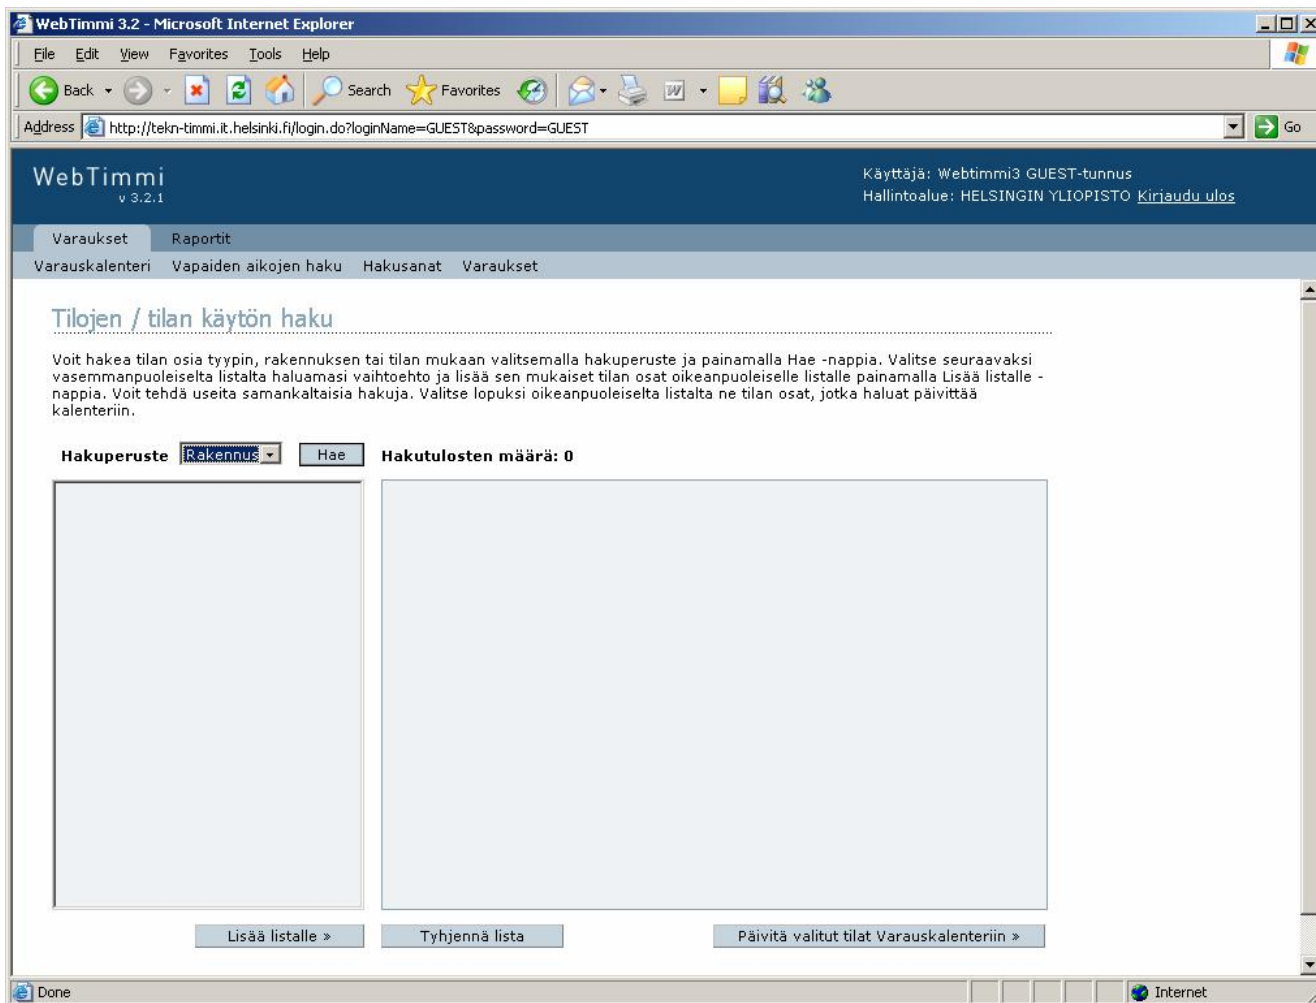 WebTimmi 3.2 - Microsoft Internet Explorer
File Edit View Favorites Tools Help
Back Search Favorites
Address http://tekn-timmi.it.helsinki.fi/login.do?loginName=GUEST&password=GUEST Go
WebTimmi
v 3.2.1
Käyttäjä: Webtimmi3 GUEST-tunnus
Hallintoalue: HELSINGIN YLIOPISTO Kirjaudu ulos
Varaukset Raportit
Varauskalenteri Vapaiden aikojen haku Hakusanat Varaukset
Tilojen / tilan käytön haku
Voit hakea tilan osia tyypin, rakennuksen tai tilan mukaan valitsemalla hakuperuste ja painamalla Hae -nappia. Valitse seuraavaksi
vasemmanpuoleiselta listalta haluamasi vaihtoehto ja lisää sen mukaiset tilan osat oikeanpuoleiselle listalle painamalla Lisää listalle -
nappia. Voit tehdä useita samankaltaisia hakuja. Valitse lopuksi oikeanpuoleiselta listalta ne tilan osat, jotka haluat päivittää
kalenteriin.
Hakuperuste Rakennus Hae Hakutulosten määrä: 0
Lisää listalle » Tyhjennä lista Päivitä valitut tilat Varauskalenteriin »
Done Internet